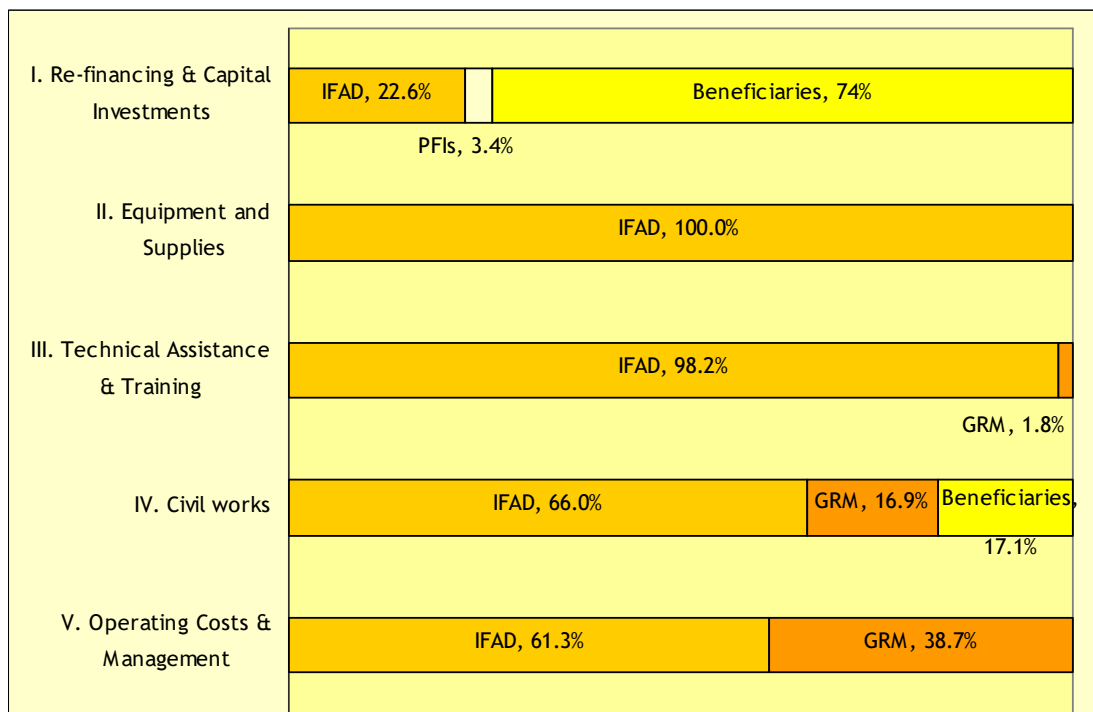 I. Re-financing & Capital
Investments
IFAD, 22.6%
Beneficiaries, 74%
PFIs, 3.4%
II. Equipment and
Supplies
IFAD, 100.0%
III. Technical Assistance
& Training
IFAD, 98.2%
GRM, 1.8%
IV. Civil works
IFAD, 66.0%
GRM, 16.9%
Beneficiaries,
17.1%
V. Operating Costs &
Management
IFAD, 61.3%
GRM, 38.7%